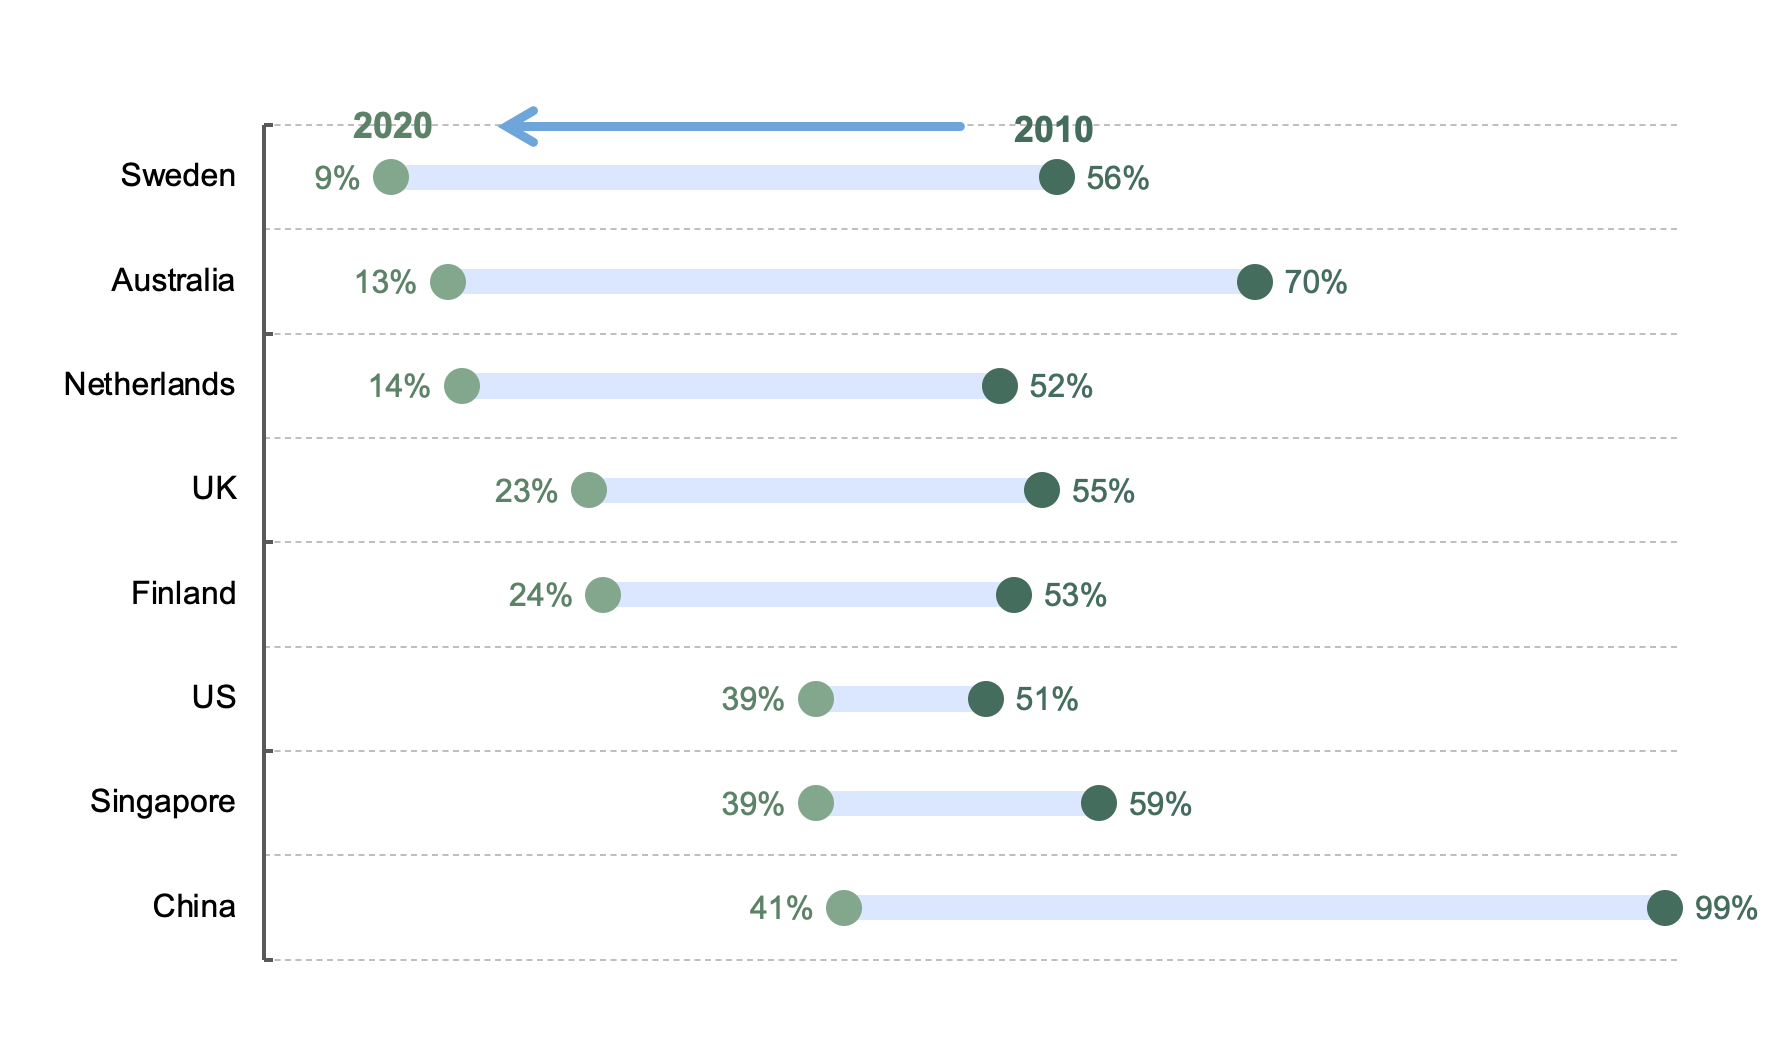 2020 2010
Sweden 9% 56%
Australia 13% 70%
Netherlands 14% 52%
UK 23% 55%
Finland 24% 53%
US 39% 51%
Singapore 39% 59%
China 41% 99%